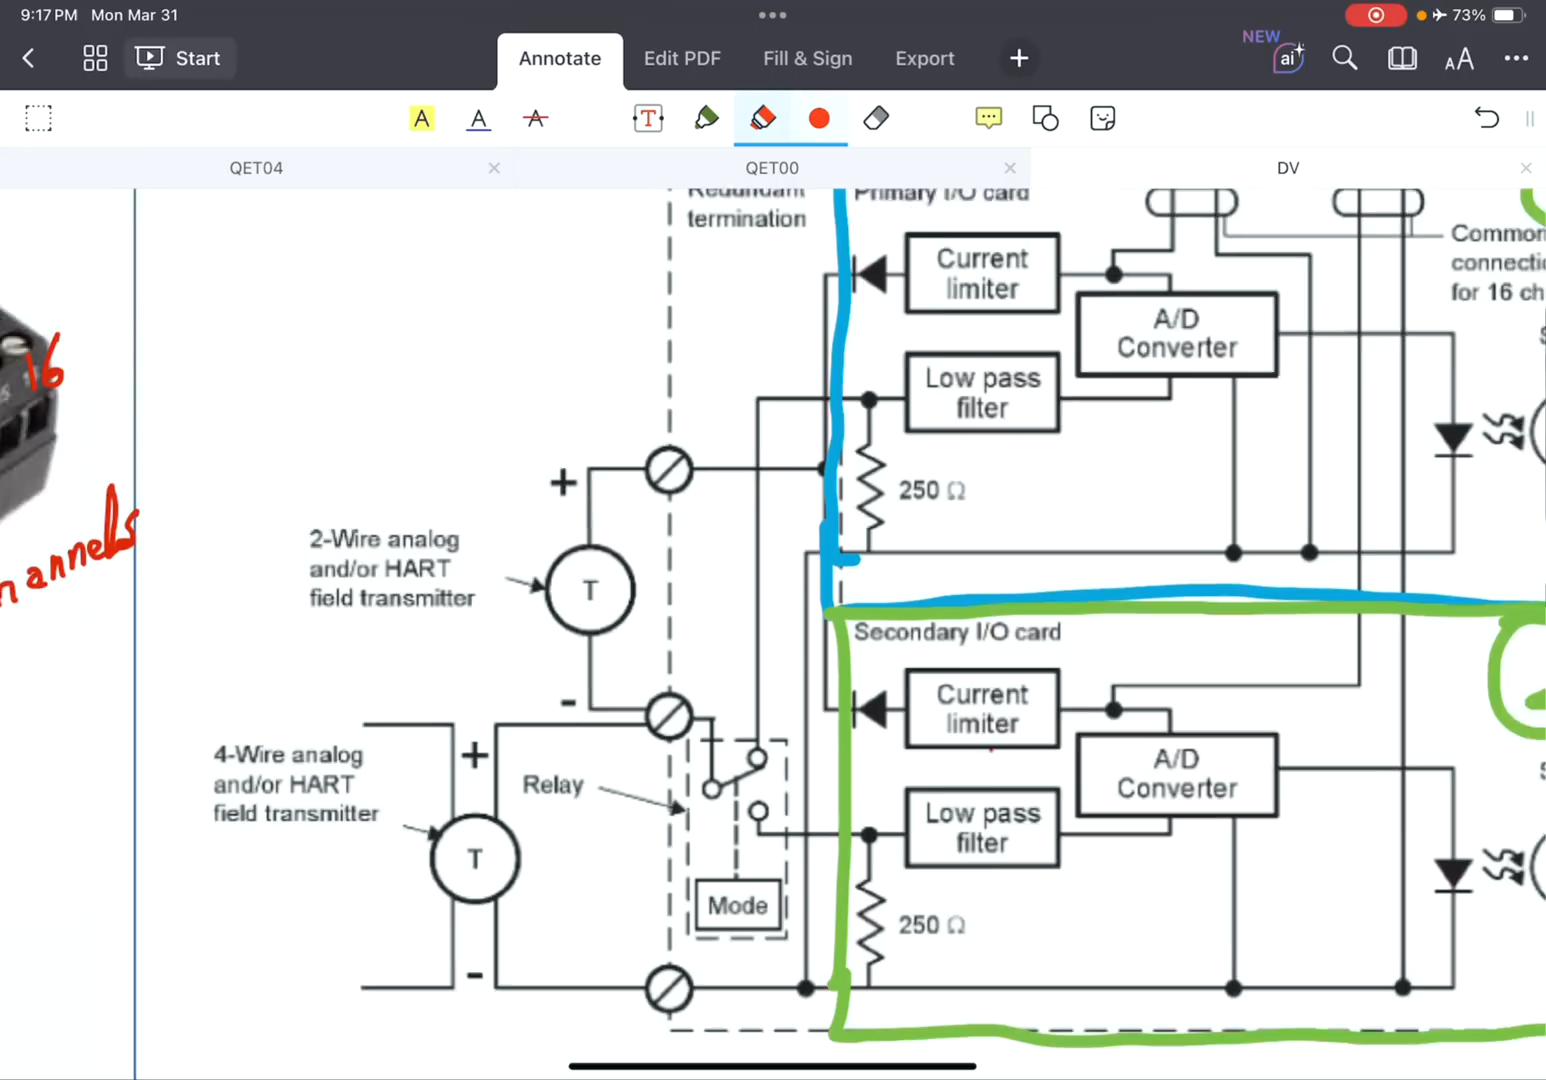 9:17 PM Mon Mar 31
73%
Start
Annotate
Edit PDF
Fill & Sign
Export
NEW
ai
AA
A
A
A
T
QET04
QET00
DV
Redundant
termination
Primary I/O card
Current
limiter
A/D
Converter
Low pass
filter
250 Ω
Common
connecti
for 16 ch
16
+
2-Wire analog
and/or HART
field transmitter
T
-
Secondary I/O card
Current
limiter
A/D
Converter
Low pass
filter
250 Ω
4-Wire analog
and/or HART
field transmitter
+
T
-
Relay
Mode